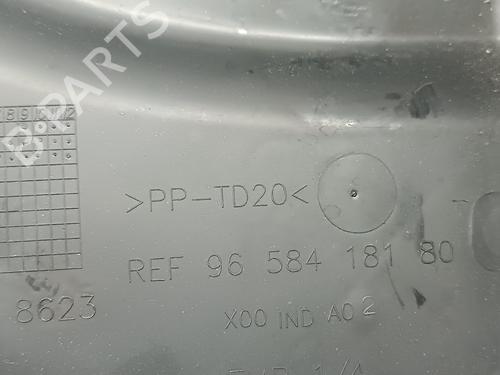 B-PARTS
>PP-TD20<
REF 96 584 181 80
8623
X00 IND A0 2